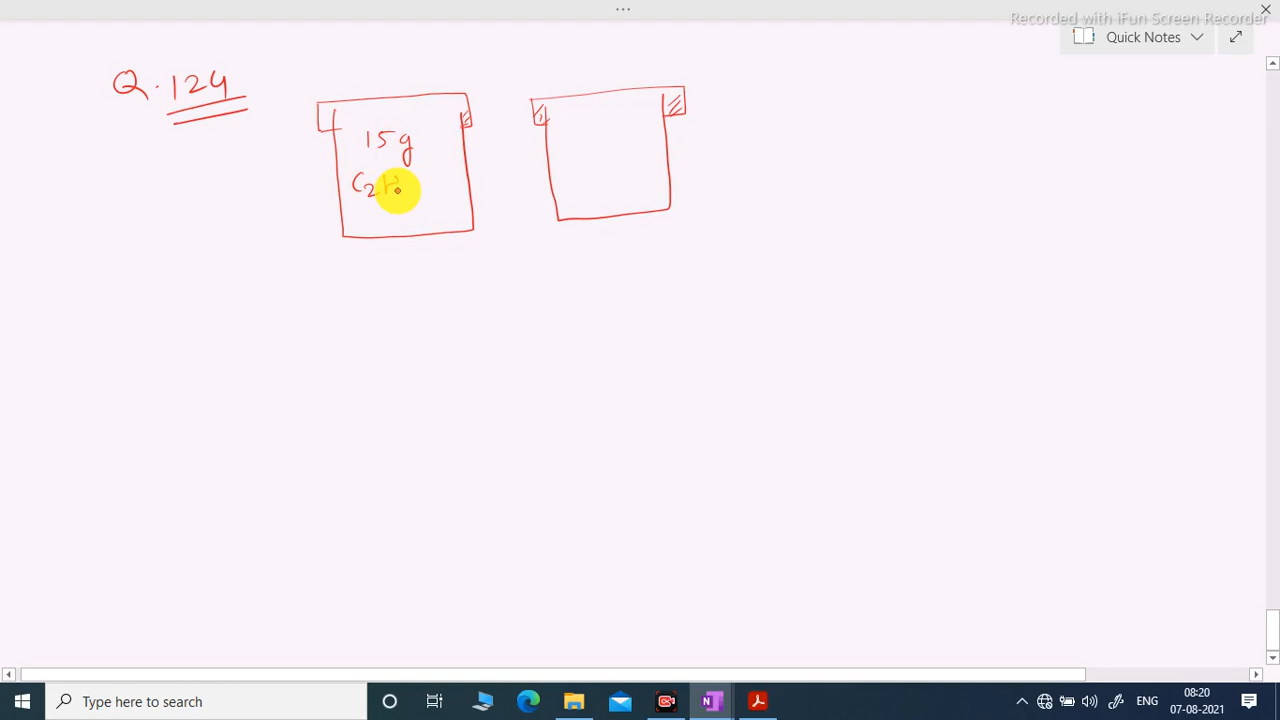 ...
Recorded with iFun Screen Recorder
Quick Notes
Q.124
15g
C2H
Type here to search
ENG
08:20
07-08-2021